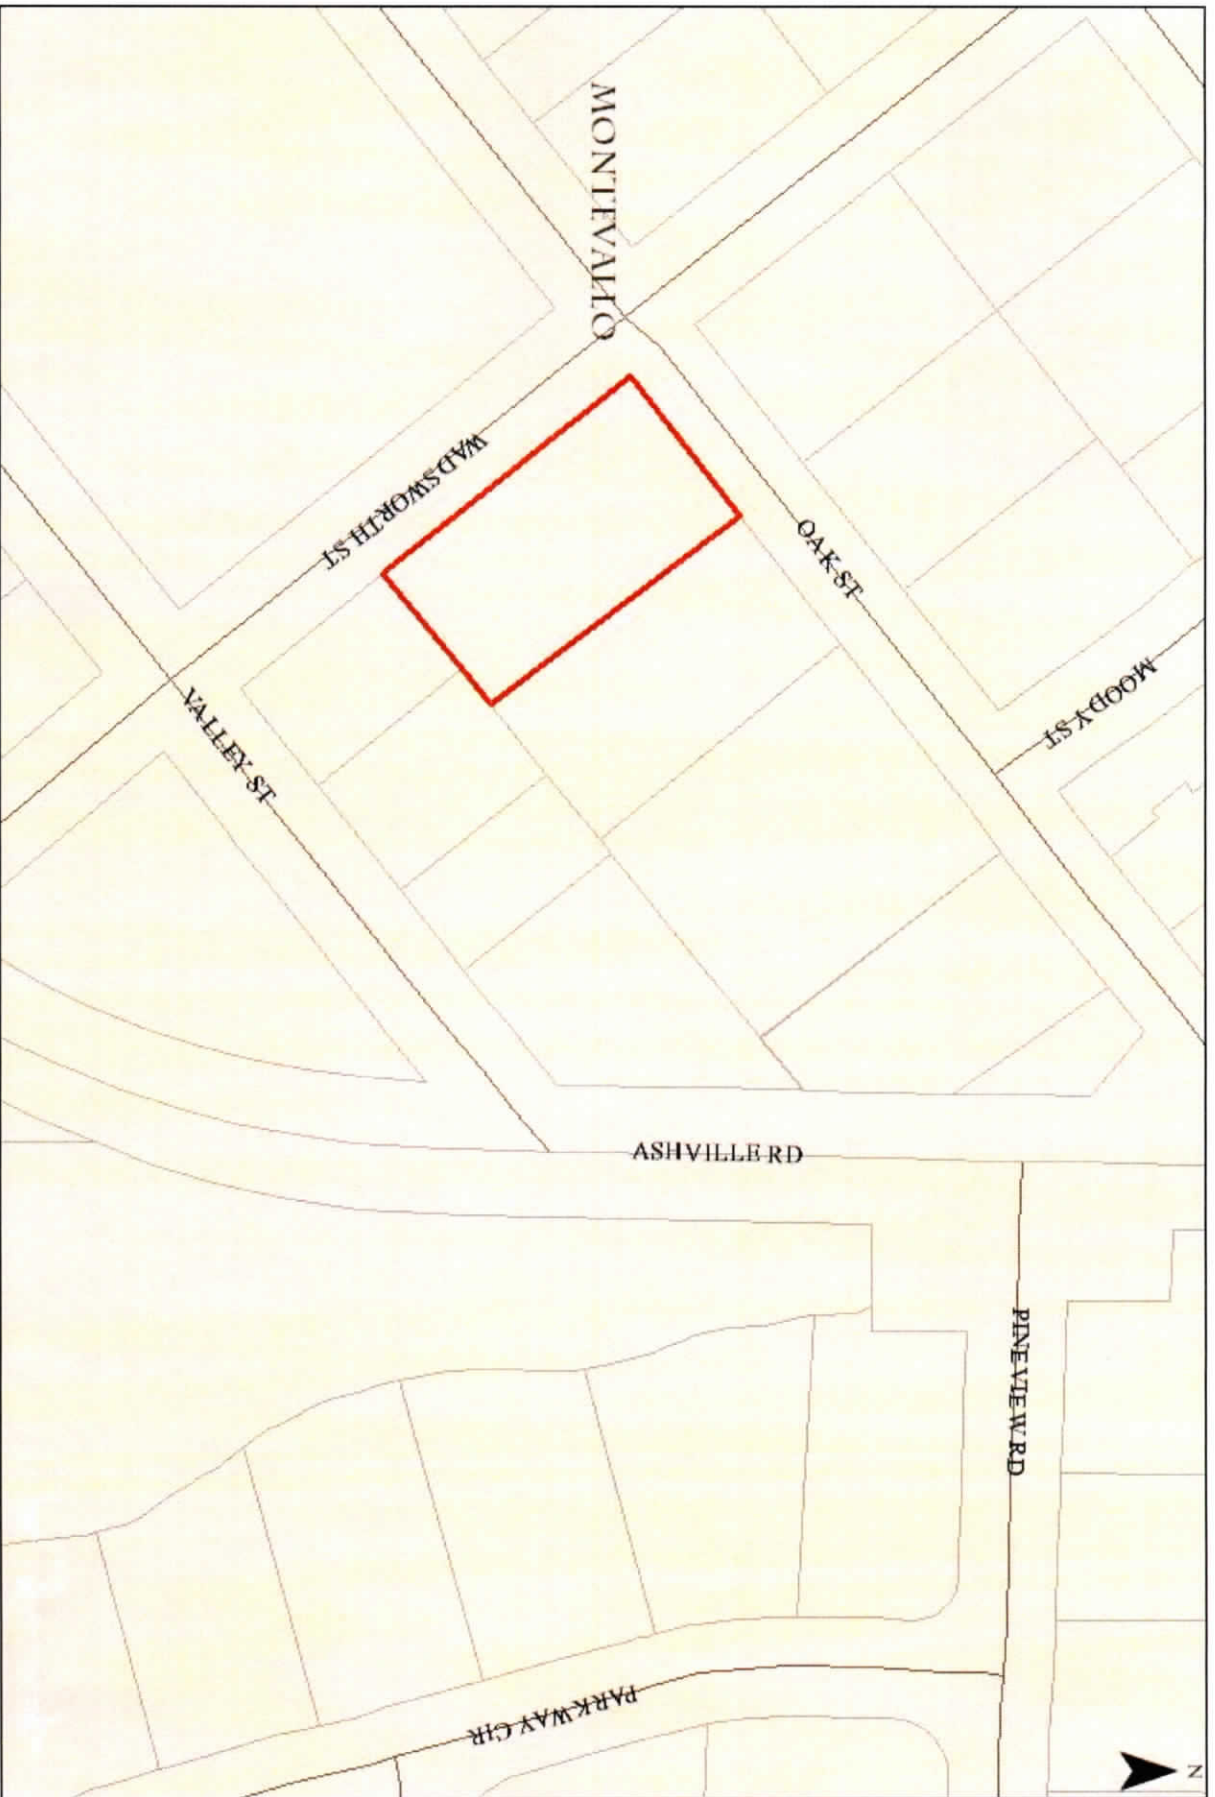 MONTEVALLO
WADSWORTH ST
OAK ST
MOODY ST
VALLEY ST
ASHVILLE RD
PINEVIEW RD
PARKWAY CIR
N